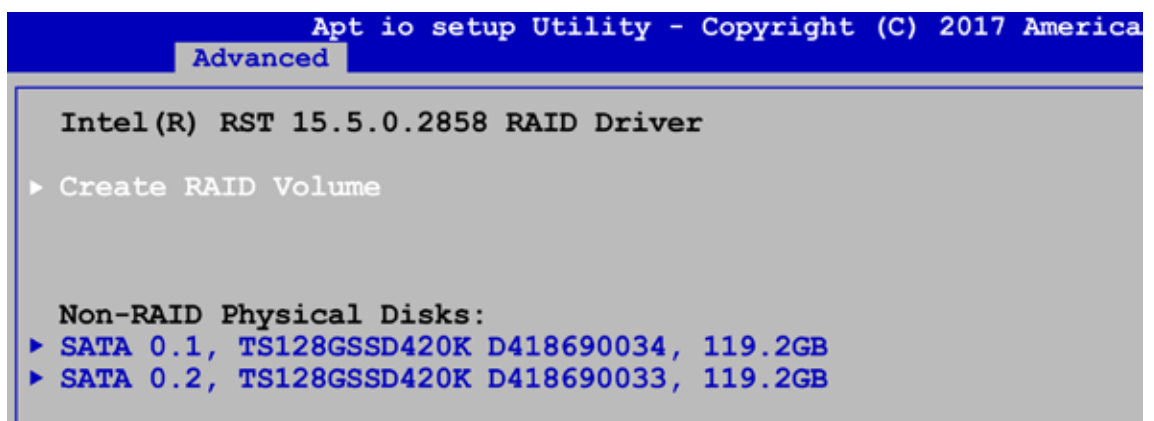 Apt io setup Utility - Copyright (C) 2017 America
Advanced
Intel(R) RST 15.5.0.2858 RAID Driver
Create RAID Volume
Non-RAID Physical Disks:
SATA 0.1, TS128GSSD420K D418690034, 119.2GB
SATA 0.2, TS128GSSD420K D418690033, 119.2GB